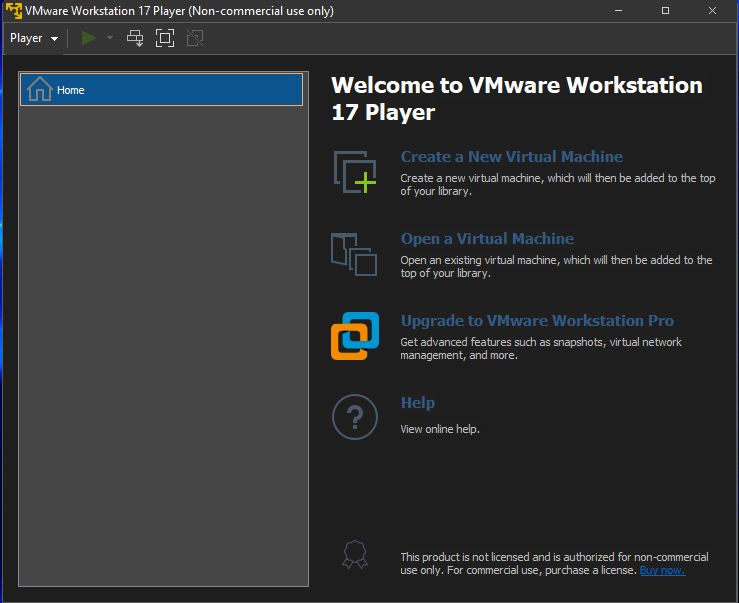 VMware Workstation 17 Player (Non-commercial use only)
Player
Home
Welcome to VMware Workstation
17 Player
Create a New Virtual Machine
Create a new virtual machine, which will then be added to the top
of your library.
Open a Virtual Machine
Open an existing virtual machine, which will then be added to the
top of your library.
Upgrade to VMware Workstation Pro
Get advanced features such as snapshots, virtual network
management, and more.
?
Help
View online help.
This product is not licensed and is authorized for non-commercial
use only. For commercial use, purchase a license. Buy now.